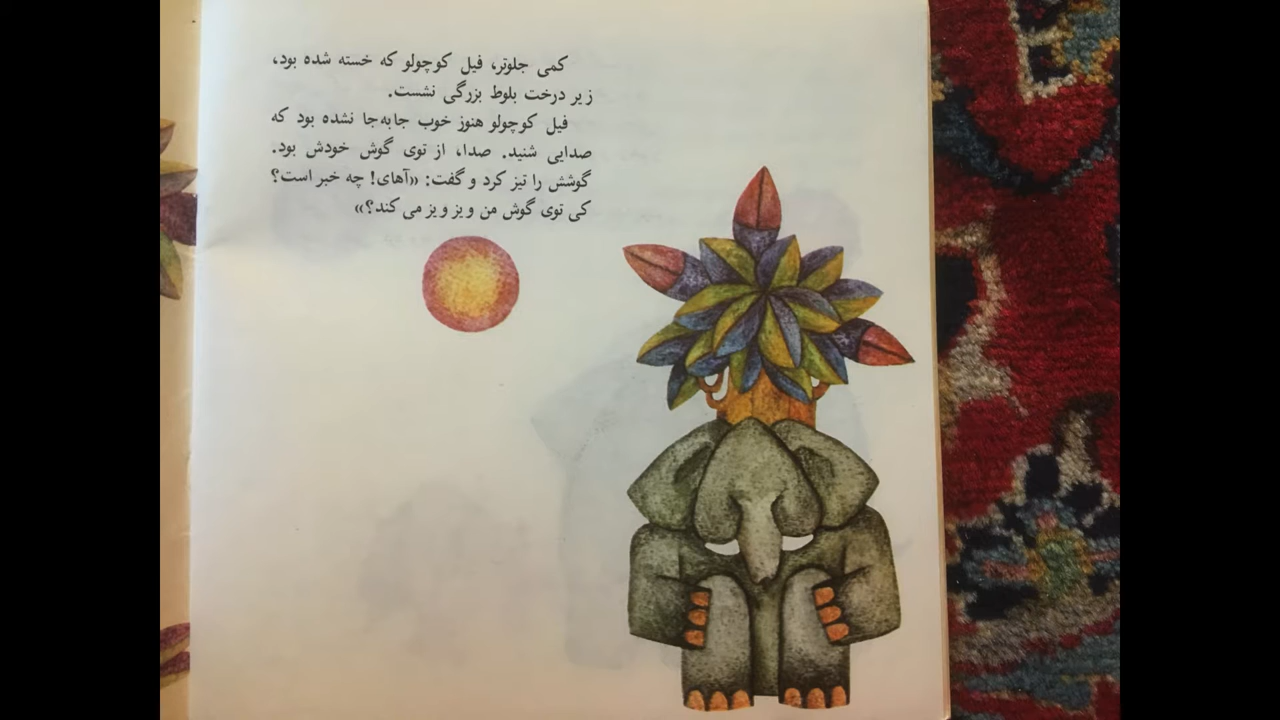 کمی جلوتر، فیل کوچولو که خسته شده بود،
زیر درخت بلوط بزرگی نشست.
فیل کوچولو هنوز خوب جابه‌جا نشده بود که
صدایی شنید. صدا، از توی گوش خودش بود.
گوشش را تیز کرد و گفت: «آهای! چه خبر است؟
کی توی گوش من ویز ویز می‌کند؟»